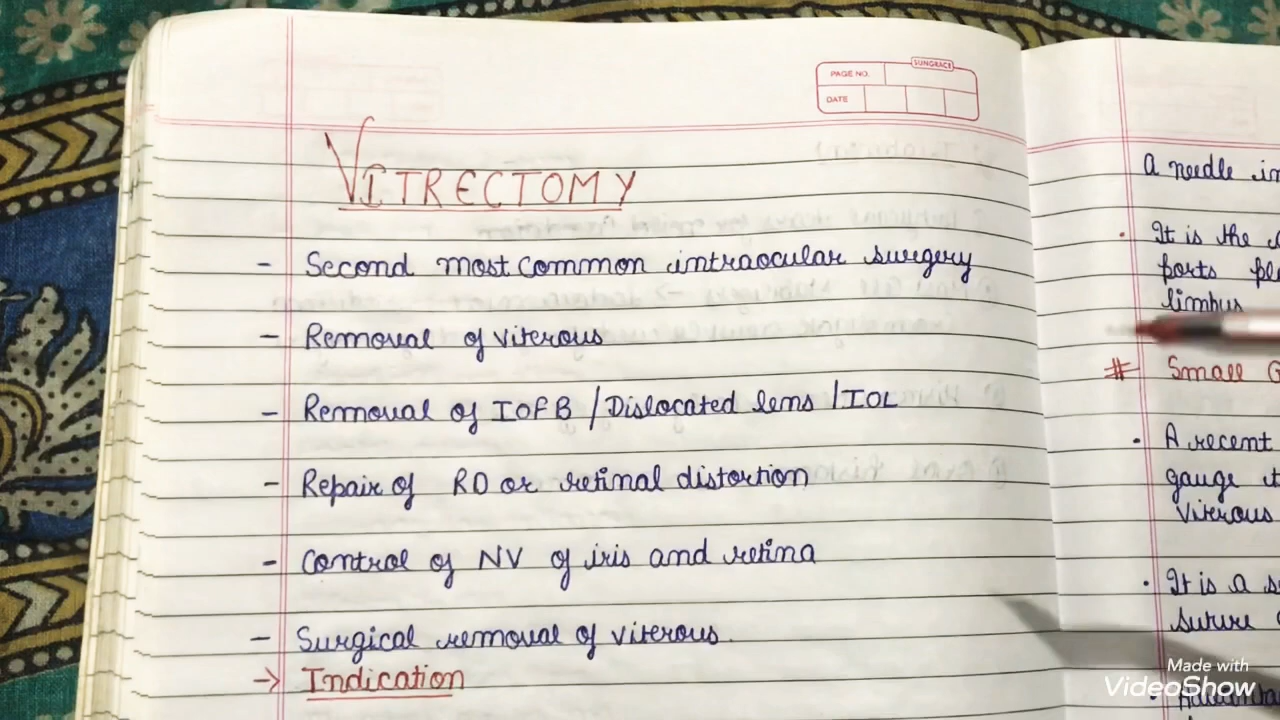 SUNGRACE
PAGE NO.
DATE
VITRECTOMY
- Second most common intraocular surgery
- Removal of viterous
- Removal of IOFB / Dislocated lens / IOL
- Repair of RD or retinal distortion
- Control of NV of iris and retina
- Surgical removal of viterous.
→ Indication
A needle in
• It is the
ports
limbus
# Small G
• A recent
gauge
viterous
• It is a
suture
Made with
VideoShow